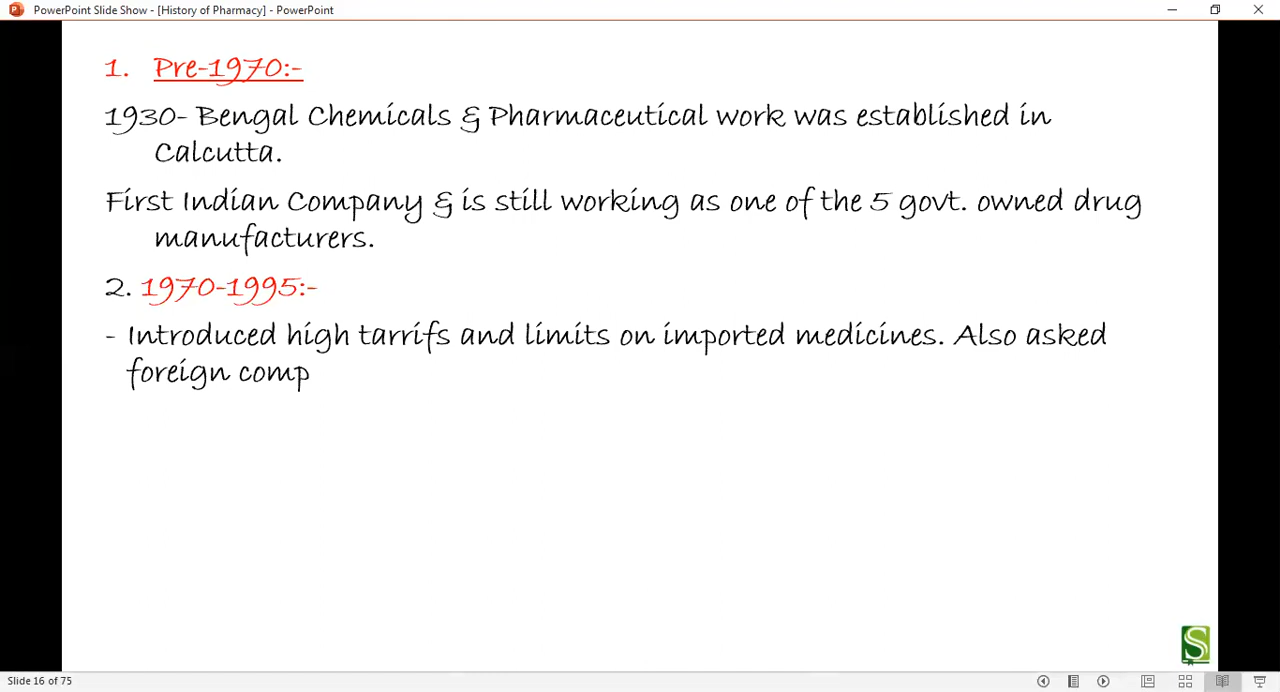 PowerPoint Slide Show - [History of Pharmacy] - PowerPoint
1. Pre-1970:-
1930- Bengal Chemicals & Pharmaceutical work was established in
Calcutta.
First Indian Company & is still working as one of the 5 govt. owned drug
manufacturers.
2. 1970-1995:-
- Introduced high tarrifs and limits on imported medicines. Also asked
foreign comp
S
Slide 16 of 75